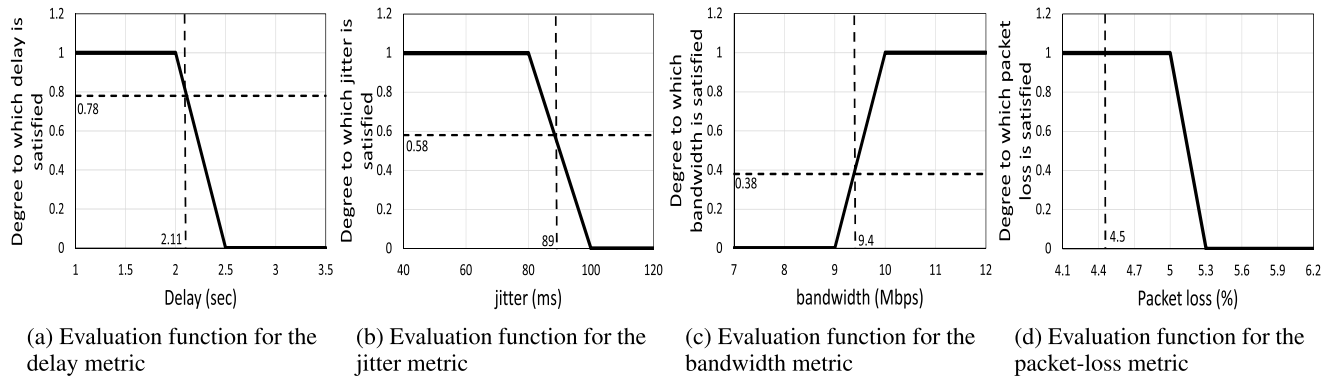 Degree to which delay is
satisfied
1.2
1
0.8
0.6
0.4
0.2
0
0.78
2.11
1 1.5 2 2.5 3 3.5
Delay (sec)
Degree to which jitter is
satisfied
1.2
1
0.8
0.6
0.4
0.2
0
0.58
89
40 60 80 100 120
jitter (ms)
Degree to which
bandwidth is satisfied
1.2
1
0.8
0.6
0.4
0.2
0
0.38
9.4
7 8 9 10 11 12
bandwidth (Mbps)
Degree to which packet
loss is satisfied
1.2
1
0.8
0.6
0.4
0.2
0
4.5
4.1 4.4 4.7 5 5.3 5.6 5.9 6.2
Packet loss (%)
(a) Evaluation function for the
delay metric
(b) Evaluation function for the
jitter metric
(c) Evaluation function for the
bandwidth metric
(d) Evaluation function for the
packet-loss metric